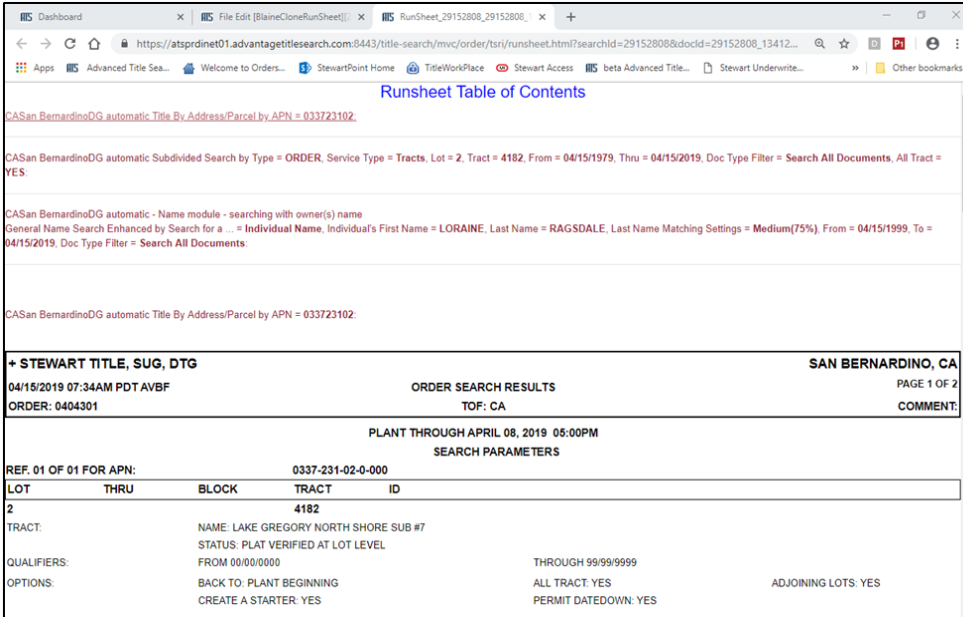 Dashboard
File Edit [BlaineCloneRunSheet][2
RunSheet_29152808_29152808_1
https://atsprdinet01.advantagetitlesearch.com:8443/title-search/mvc/order/tsri/runsheet.html?searchId=29152808&docId=29152808_13412...
Apps Advanced Title Sea... Welcome to Orders... StewartPoint Home TitleWorkPlace Stewart Access beta Advanced Title... Stewart Underwrite... » Other bookmarks
Runsheet Table of Contents
CASan BernardinoDG automatic Title By Address/Parcel by APN = 033723102:
CASan BernardinoDG automatic Subdivided Search by Type = ORDER, Service Type = Tracts, Lot = 2, Tract = 4182, From = 04/15/1979, Thru = 04/15/2019, Doc Type Filter = Search All Documents, All Tract =
YES:
CASan BernardinoDG automatic - Name module - searching with owner(s) name
General Name Search Enhanced by Search for a ... = Individual Name, Individual's First Name = LORAINE, Last Name = RAGSDALE, Last Name Matching Settings = Medium(75%), From = 04/15/1999, To =
04/15/2019, Doc Type Filter = Search All Documents:
CASan BernardinoDG automatic Title By Address/Parcel by APN = 033723102:
+ STEWART TITLE, SUG, DTG SAN BERNARDINO, CA
04/15/2019 07:34AM PDT AVBF ORDER SEARCH RESULTS PAGE 1 OF 2
ORDER: 0404301 TOF: CA COMMENT:
PLANT THROUGH APRIL 08, 2019 05:00PM
SEARCH PARAMETERS
REF. 01 OF 01 FOR APN: 0337-231-02-0-000
LOT THRU BLOCK TRACT ID
2 4182
TRACT: NAME: LAKE GREGORY NORTH SHORE SUB #7
STATUS: PLAT VERIFIED AT LOT LEVEL
QUALIFIERS: FROM 00/00/0000 THROUGH 99/99/9999
OPTIONS: BACK TO: PLANT BEGINNING ALL TRACT: YES ADJOINING LOTS: YES
CREATE A STARTER: YES PERMIT DATEDOWN: YES